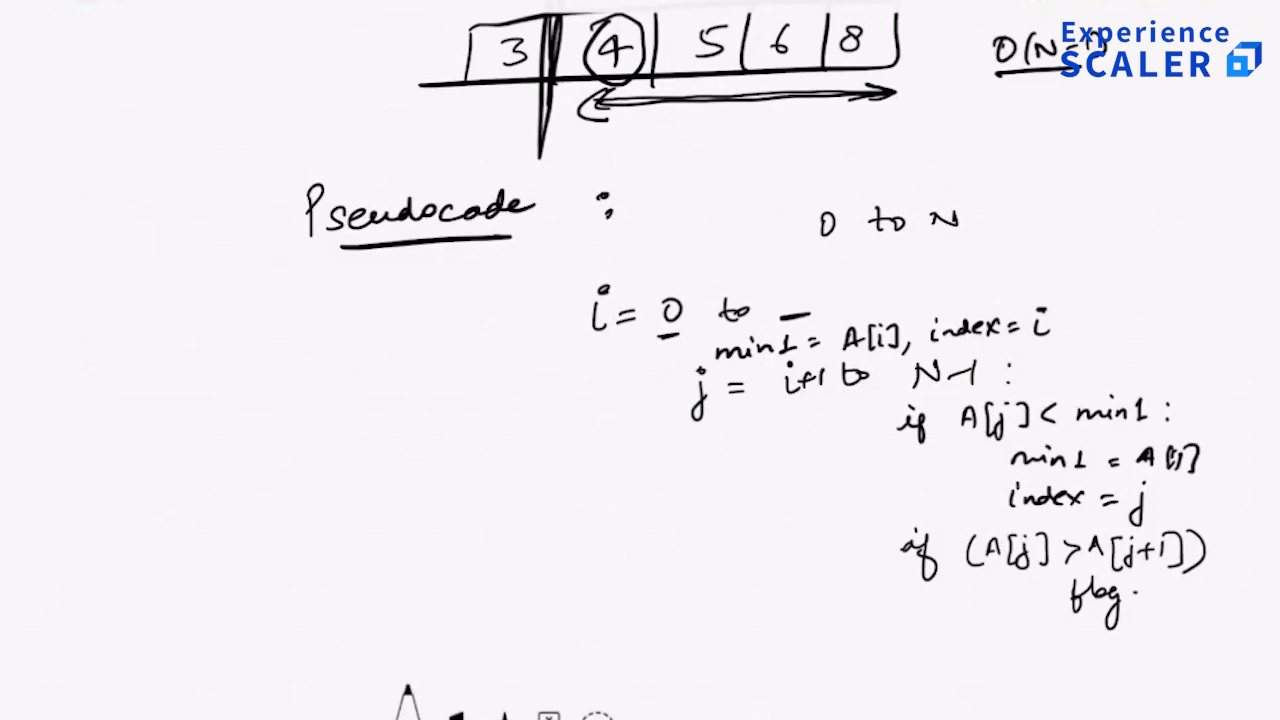 Experience
SCALER
3 4 5 6 8
O(N-1)
Pseudocode :
0 to N
i = 0 to _
min1 = A[i], index = i
j = i+1 to N-1 :
if A[j] < min1 :
min1 = A[j]
index = j
if (A[j] > A[j+1])
flag.